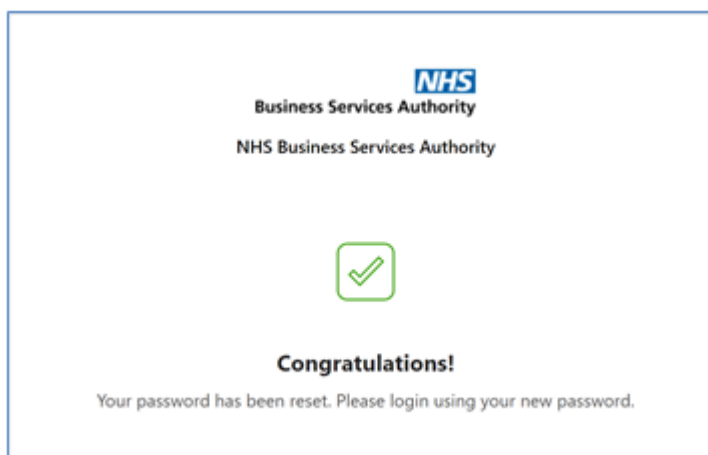 NHS
Business Services Authority
NHS Business Services Authority
Congratulations!
Your password has been reset. Please login using your new password.